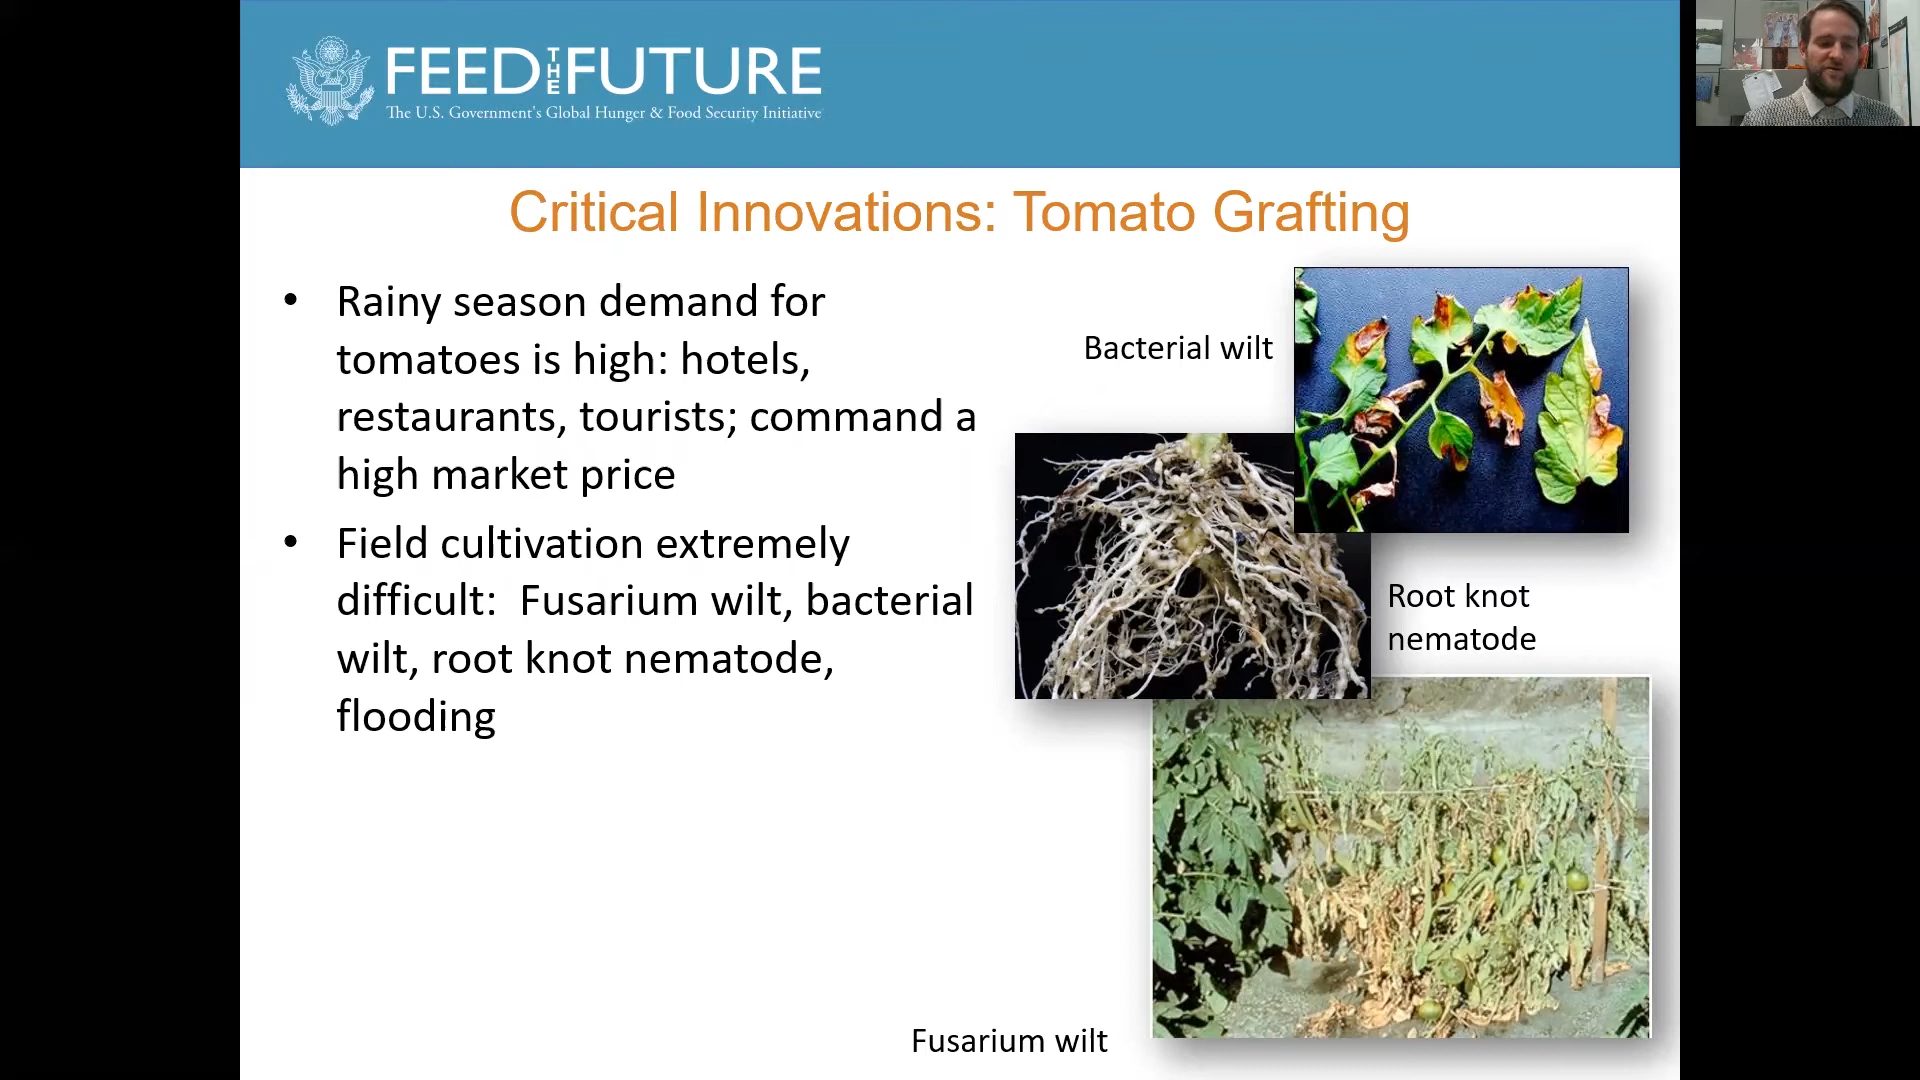 FEED THE FUTURE
The U.S. Government's Global Hunger & Food Security Initiative
Critical Innovations: Tomato Grafting
• Rainy season demand for
tomatoes is high: hotels,
restaurants, tourists; command a
high market price
• Field cultivation extremely
difficult:  Fusarium wilt, bacterial
wilt, root knot nematode,
flooding
Bacterial wilt
Root knot
nematode
Fusarium wilt